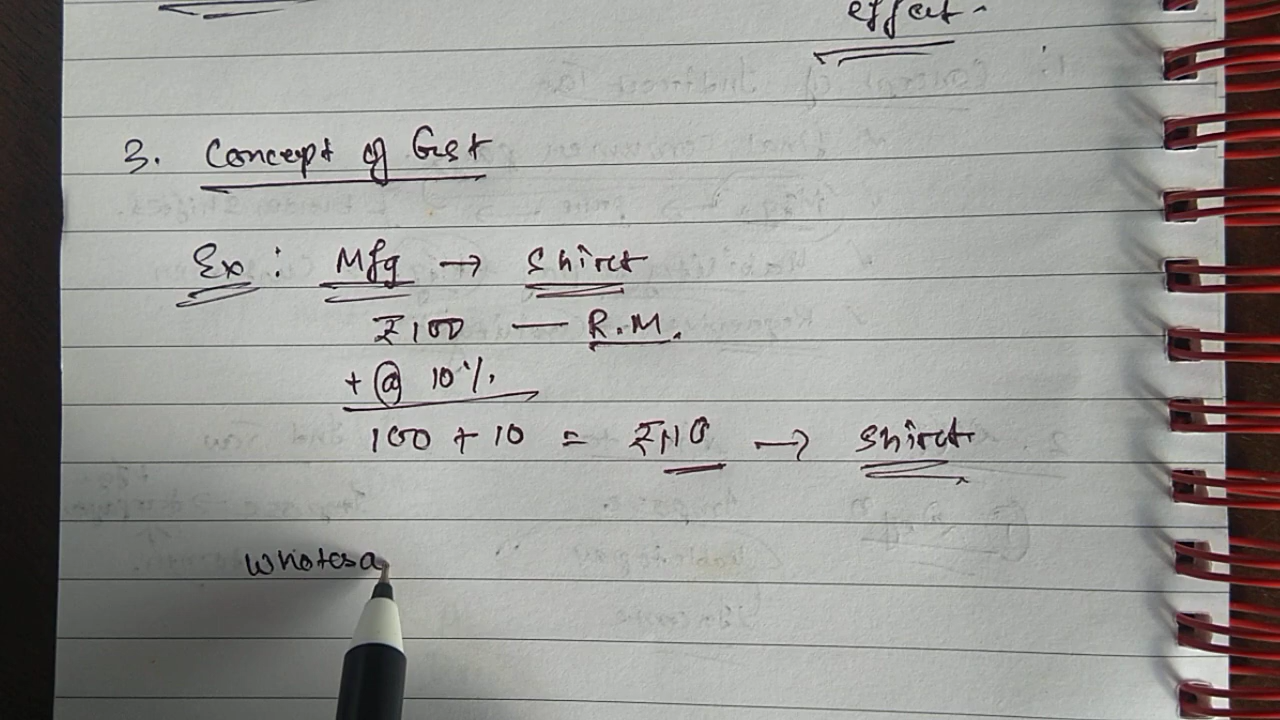 effect.
3. Concept of Gst
Ex : Mfg → Shirt
₹100 — R.M.
+ @ 10%.
100 + 10 = ₹110 → Shirt
Wholesa